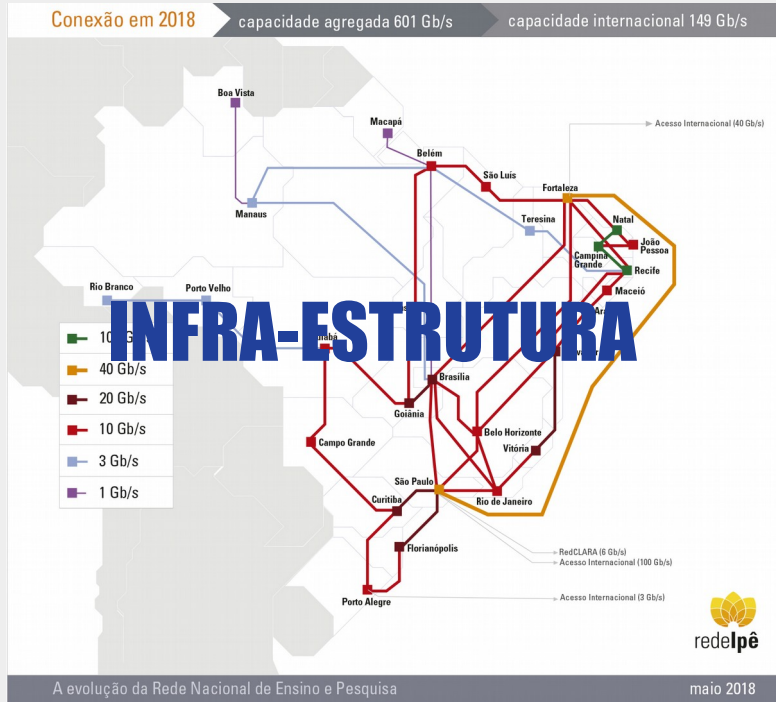 Conexão em 2018
capacidade agregada 601 Gb/s
capacidade internacional 149 Gb/s
Boa Vista
Macapá
Acesso Internacional (40 Gb/s)
Belém
São Luís
Fortaleza
Manaus
Teresina
Natal
João
Pessoa
Campina
Grande
Recife
Rio Branco
Porto Velho
Maceió
INFRA-ESTRUTURA
40 Gb/s
20 Gb/s
10 Gb/s
3 Gb/s
1 Gb/s
Brasília
Goiânia
Campo Grande
Belo Horizonte
Vitória
São Paulo
Rio de Janeiro
Curitiba
Florianópolis
RedCLARA (6 Gb/s)
Acesso Internacional (100 Gb/s)
Acesso Internacional (3 Gb/s)
Porto Alegre
redeIpê
A evolução da Rede Nacional de Ensino e Pesquisa
maio 2018